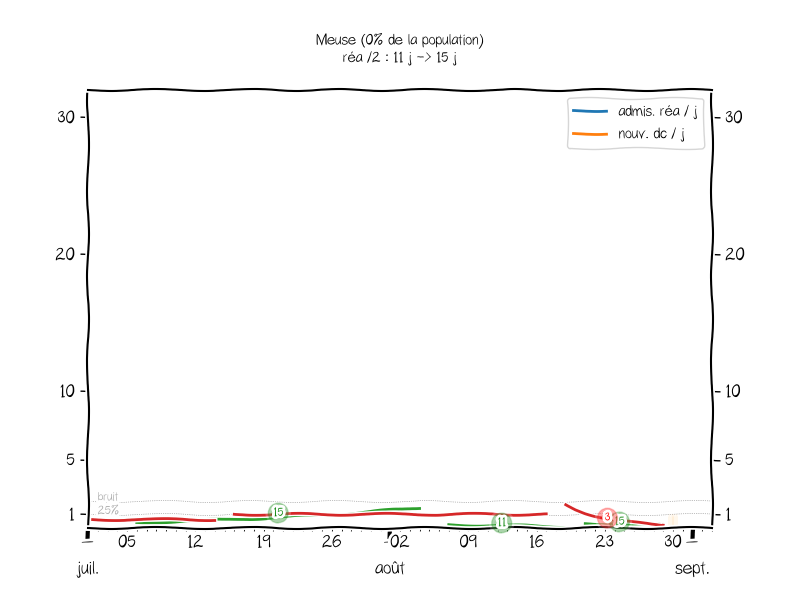 Meuse (0% de la population)
réa /2 : 11 j -> 15 j
admis. réa / j
nouv. dc / j
30 30
20 20
10 10
5 5
bruit
25%
1 1
15 11 3 15
05 12 19 26 02 09 16 23 30
juil. août sept.